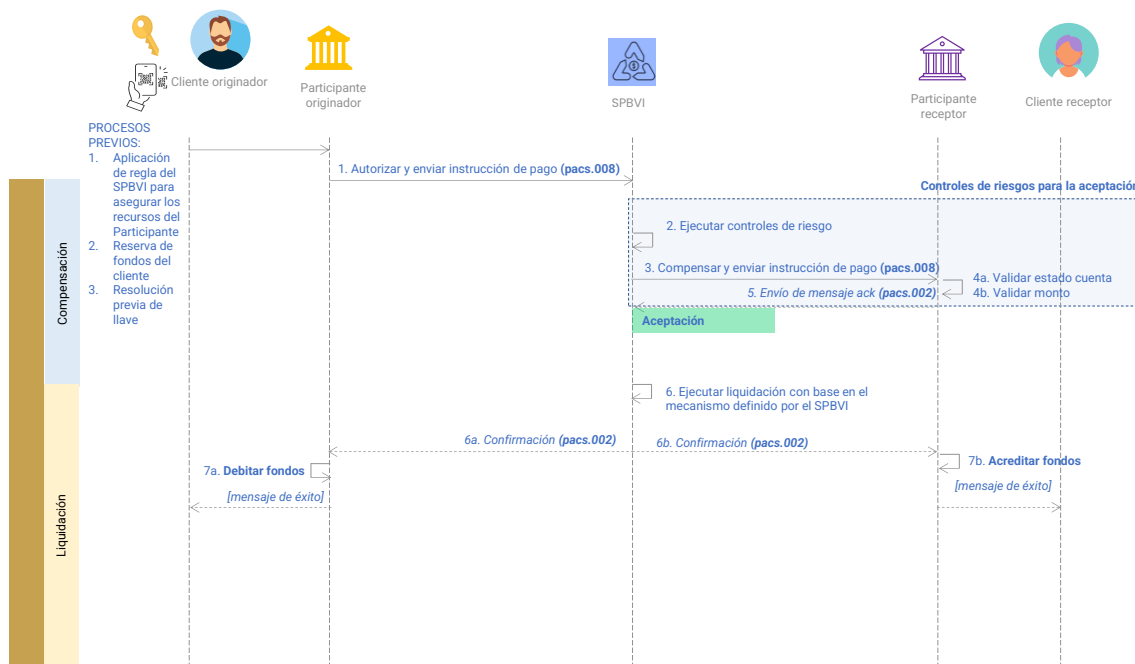 Cliente originador
Participante
originador
SPBVI
Participante
receptor
Cliente receptor
PROCESOS
PREVIOS:
1. Aplicación
de regla del
SPBVI para
asegurar los
recursos del
Participante
2. Reserva de
fondos del
cliente
3. Resolución
previa de
llave
1. Autorizar y enviar instrucción de pago (pacs.008)
Controles de riesgos para la aceptación
2. Ejecutar controles de riesgo
3. Compensar y enviar instrucción de pago (pacs.008)
4a. Validar estado cuenta
4b. Validar monto
5. Envío de mensaje ack (pacs.002)
Aceptación
Compensación
6. Ejecutar liquidación con base en el
mecanismo definido por el SPBVI
6a. Confirmación (pacs.002)
6b. Confirmación (pacs.002)
7a. Debitar fondos
7b. Acreditar fondos
[mensaje de éxito]
[mensaje de éxito]
Liquidación